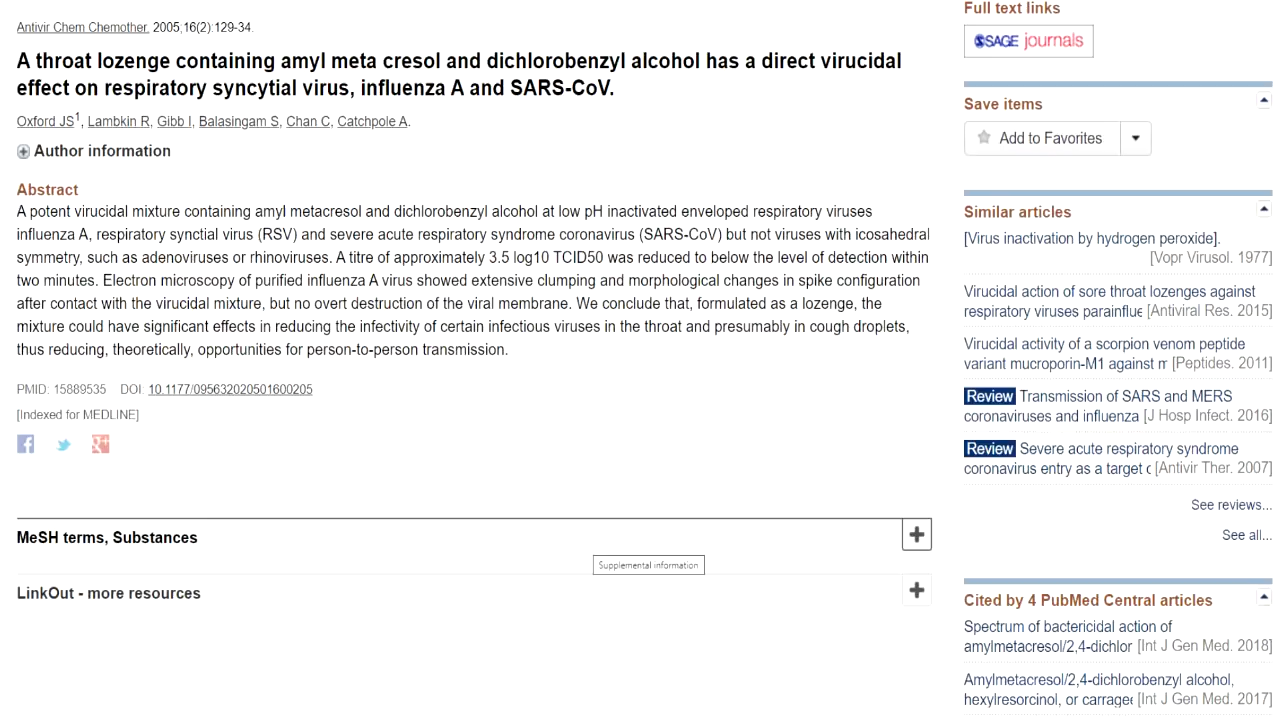 Antivir Chem Chemother. 2005;16(2):129-34.
A throat lozenge containing amyl meta cresol and dichlorobenzyl alcohol has a direct virucidal
effect on respiratory syncytial virus, influenza A and SARS-CoV.
Oxford JS1, Lambkin R, Gibb I, Balasingam S, Chan C, Catchpole A.
Author information
Abstract
A potent virucidal mixture containing amyl metacresol and dichlorobenzyl alcohol at low pH inactivated enveloped respiratory viruses
influenza A, respiratory synctial virus (RSV) and severe acute respiratory syndrome coronavirus (SARS-CoV) but not viruses with icosahedral
symmetry, such as adenoviruses or rhinoviruses. A titre of approximately 3.5 log10 TCID50 was reduced to below the level of detection within
two minutes. Electron microscopy of purified influenza A virus showed extensive clumping and morphological changes in spike configuration
after contact with the virucidal mixture, but no overt destruction of the viral membrane. We conclude that, formulated as a lozenge, the
mixture could have significant effects in reducing the infectivity of certain infectious viruses in the throat and presumably in cough droplets,
thus reducing, theoretically, opportunities for person-to-person transmission.
PMID: 15889535 DOI: 10.1177/095632020501600205
[Indexed for MEDLINE]
MeSH terms, Substances
Supplemental information
LinkOut - more resources
Full text links
SAGE journals
Save items
Add to Favorites
Similar articles
[Virus inactivation by hydrogen peroxide].
[Vopr Virusol. 1977]
Virucidal action of sore throat lozenges against
respiratory viruses parainflue [Antiviral Res. 2015]
Virucidal activity of a scorpion venom peptide
variant mucroporin-M1 against m [Peptides. 2011]
Review Transmission of SARS and MERS
coronaviruses and influenza [J Hosp Infect. 2016]
Review Severe acute respiratory syndrome
coronavirus entry as a target o [Antivir Ther. 2007]
See reviews...
See all...
Cited by 4 PubMed Central articles
Spectrum of bactericidal action of
amylmetacresol/2,4-dichlor [Int J Gen Med. 2018]
Amylmetacresol/2,4-dichlorobenzyl alcohol,
hexylresorcinol, or carragee [Int J Gen Med. 2017]